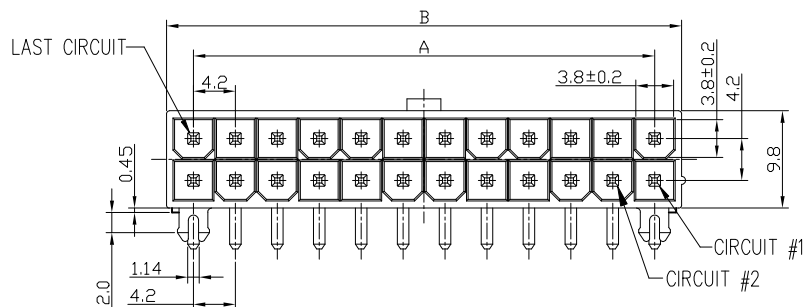 B
LAST CIRCUIT
A
4.2
3.8±0.2
3.8±0.2
4.2
0.45
9.8
CIRCUIT #1
1.14
CIRCUIT #2
2.0
4.2